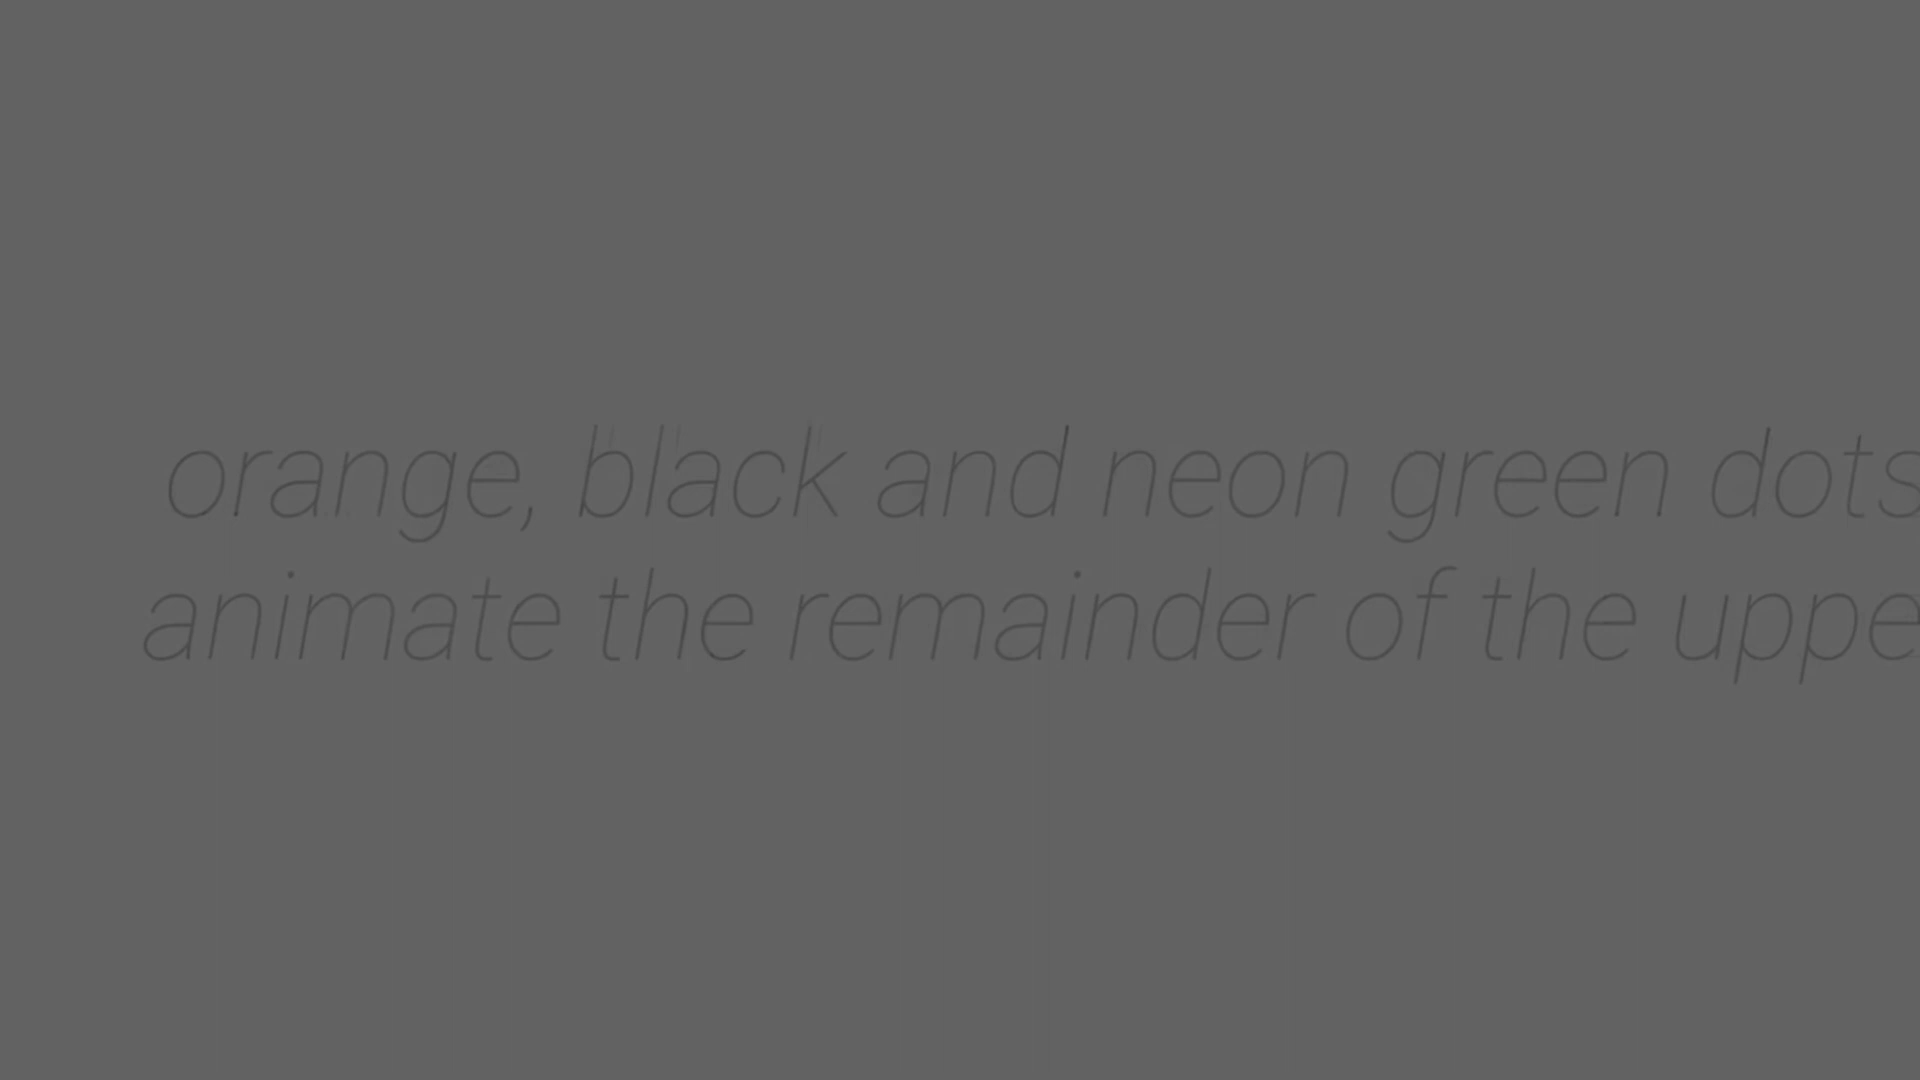 orange, black and neon green dots
animate the remainder of the uppe